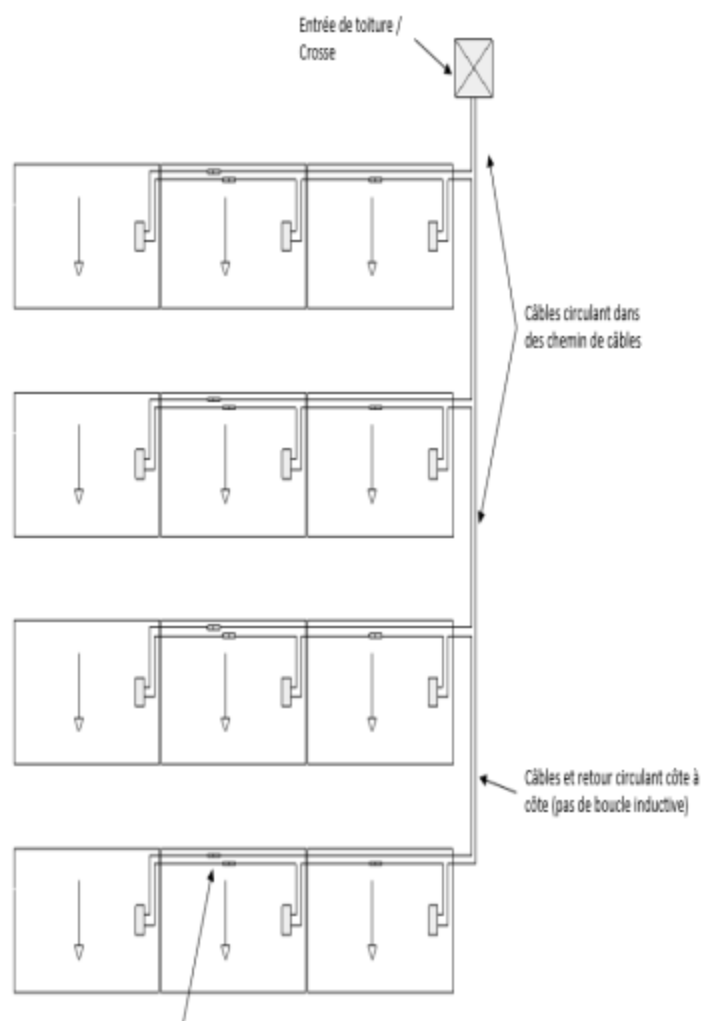 Entrée de toiture /
Crosse
Câbles circulant dans
des chemin de câbles
Câbles et retour circulant côte à
côte (pas de boucle inductive)